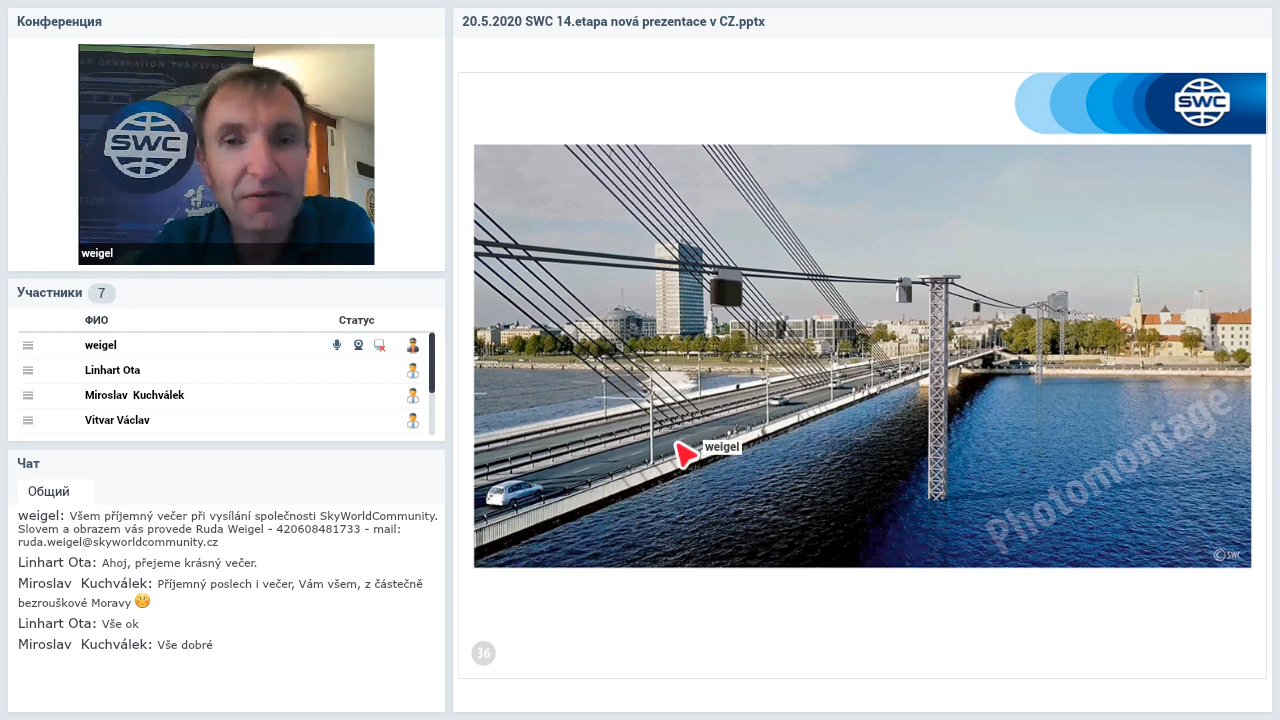 Конференция
NEXT GENERATION TRANSPORT
SWC
weigel
Участники 7
ФИО Статус
weigel
Linhart Ota
Miroslav Kuchválek
Vitvar Václav
Чат
Общий
weigel: Všem příjemný večer při vysílání společnosti SkyWorldCommunity.
Slovem a obrazem vás provede Ruda Weigel - 420608481733 - mail:
ruda.weigel@skyworldcommunity.cz
Linhart Ota: Ahoj, přejeme krásný večer.
Miroslav Kuchválek: Příjemný poslech i večer, Vám všem, z částečně
bezrouškové Moravy
Linhart Ota: Vše ok
Miroslav Kuchválek: Vše dobré
20.5.2020 SWC 14.etapa nová prezentace v CZ.pptx
SWC
weigel
Photomontage
© SWC
36